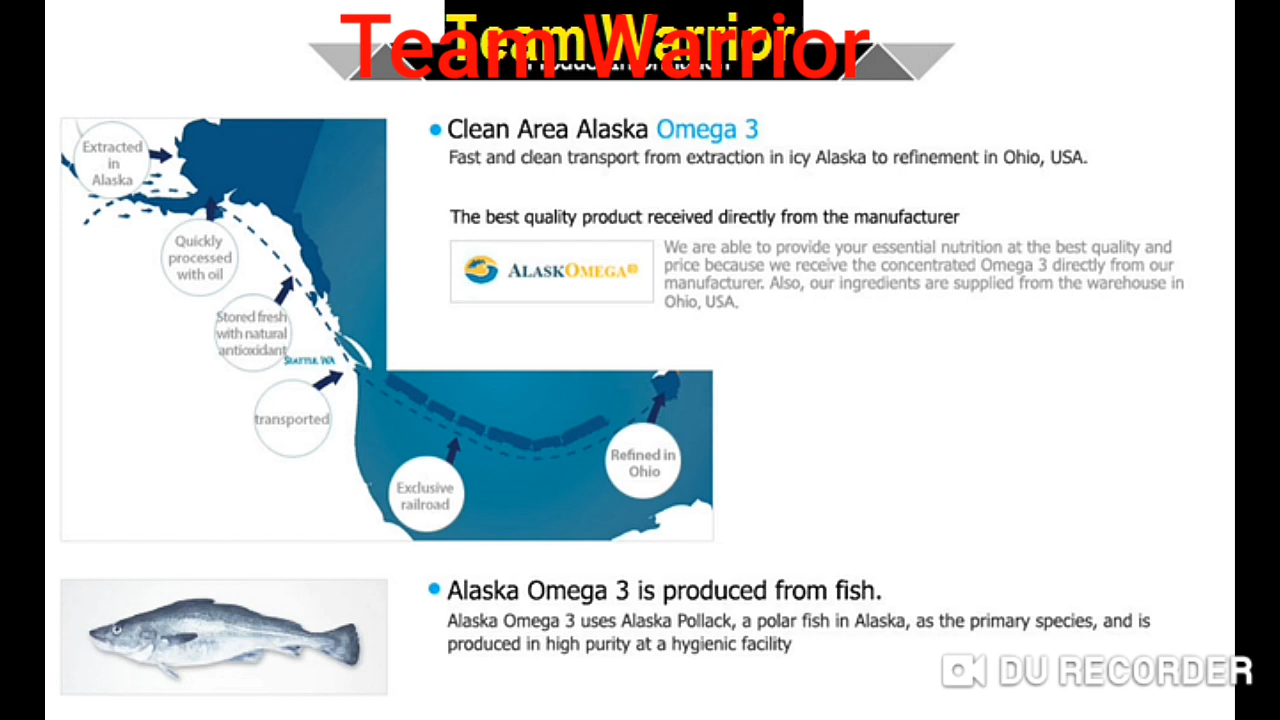 Team Warrior
Team Warrior
Extracted
in
Alaska
Quickly
processed
with oil
Stored fresh
with natural
antioxidant
SEATTLE WA
transported
Exclusive
railroad
Refined in
Ohio
Clean Area Alaska Omega 3
Fast and clean transport from extraction in icy Alaska to refinement in Ohio, USA.
The best quality product received directly from the manufacturer
ALASKOMEGA
We are able to provide your essential nutrition at the best quality and
price because we receive the concentrated Omega 3 directly from our
manufacturer. Also, our ingredients are supplied from the warehouse in
Ohio, USA.
Alaska Omega 3 is produced from fish.
Alaska Omega 3 uses Alaska Pollack, a polar fish in Alaska, as the primary species, and is
produced in high purity at a hygienic facility
DU RECORDER